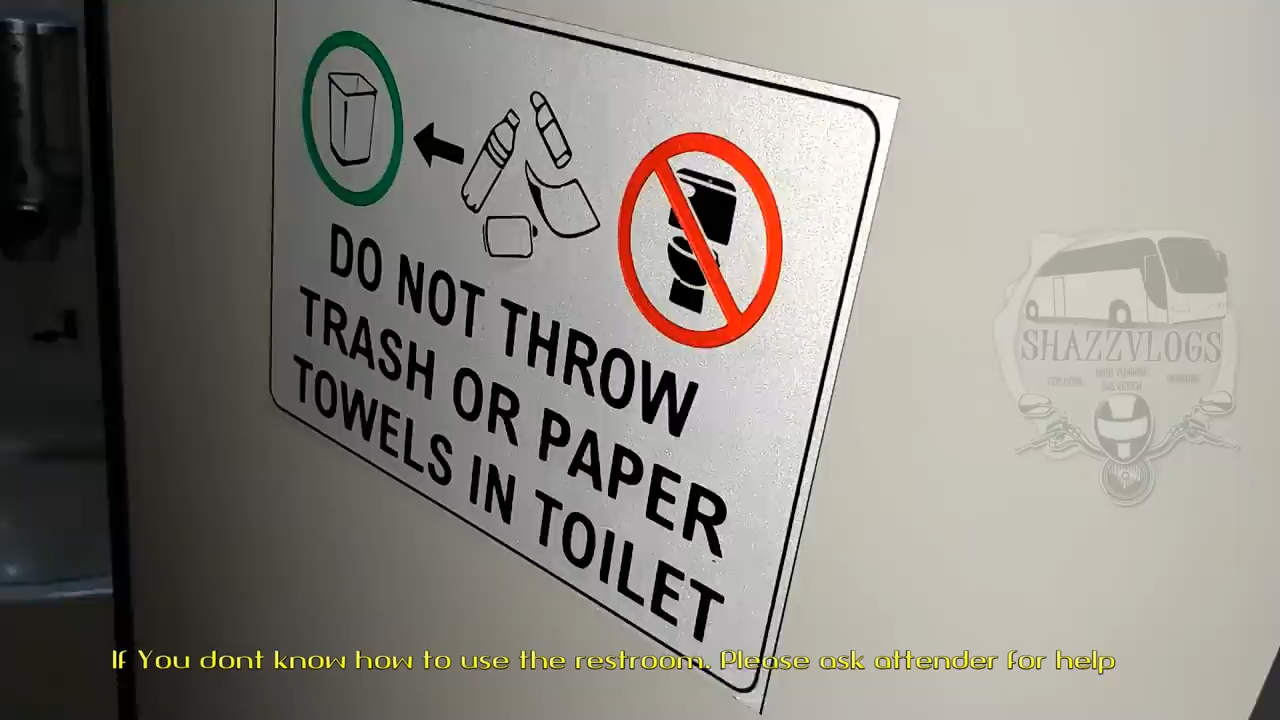 DO NOT THROW
TRASH OR PAPER
TOWELS IN TOILET
SHAZZVLOGS
If You dont know how to use the restroom. Please ask attender for help